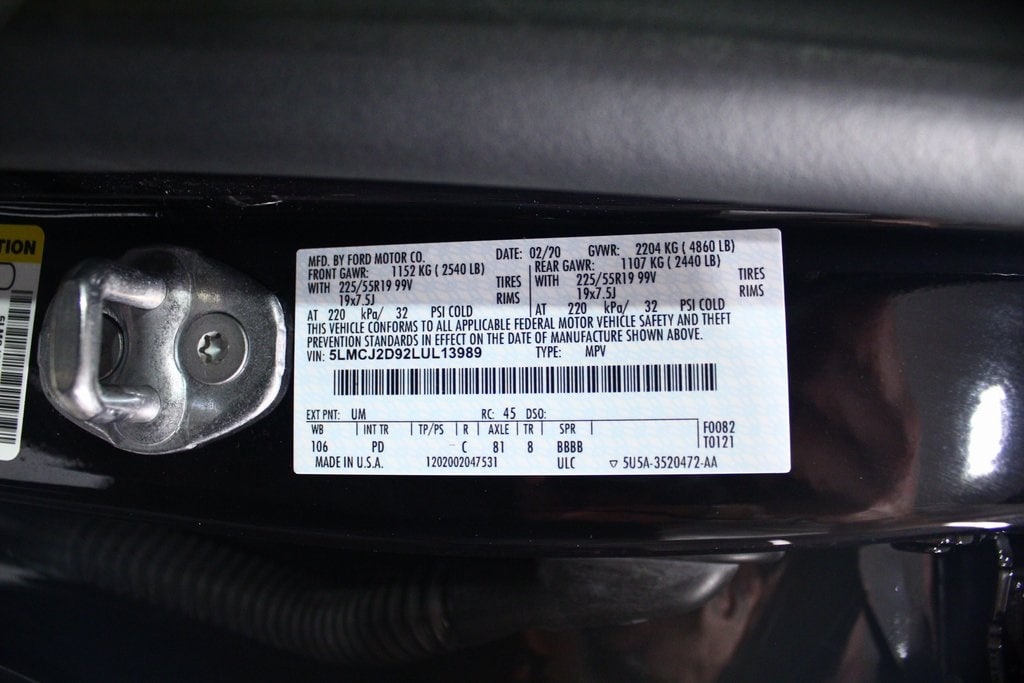 TION
MFD. BY FORD MOTOR CO. DATE: 02/20 GVWR: 2204 KG ( 4860 LB)
FRONT GAWR: 1152 KG ( 2540 LB) REAR GAWR: 1107 KG ( 2440 LB)
WITH 225/55R19 99V TIRES WITH 225/55R19 99V TIRES
19x7.5J RIMS 19x7.5J RIMS
AT 220 kPa/ 32 PSI COLD AT 220 kPa/ 32 PSI COLD
THIS VEHICLE CONFORMS TO ALL APPLICABLE FEDERAL MOTOR VEHICLE SAFETY AND THEFT
PREVENTION STANDARDS IN EFFECT ON THE DATE OF MANUFACTURE SHOWN ABOVE.
VIN: 5LMCJ2D92LUL13989 TYPE: MPV
EXT PNT: UM RC: 45 DSO:
WB INT TR TP/PS R AXLE TR SPR F0082
106 PD C 81 8 BBBB T0121
MADE IN U.S.A. 1202002047531 ULC ▽ 5U5A-3520472-AA